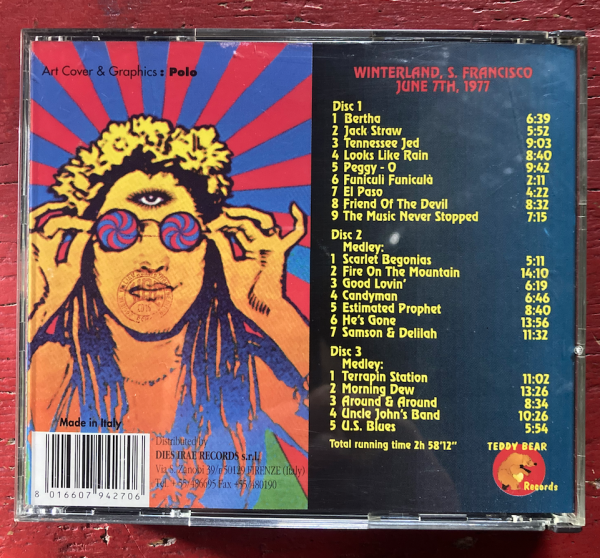 Art Cover & Graphics : Polo
Made in Italy
Distributed by
DIES IRAE RECORDS s.r.l.
Via S. Zanobi 39/r 50129 FIRENZE (Italy)
8 016607 942706
WINTERLAND, S. FRANCISCO
JUNE 7TH, 1977
Disc 1
1 Bertha 6:39
2 Jack Straw 5:52
3 Tennessee Jed 9:03
4 Looks Like Rain 8:40
5 Peggy - O 9:42
6 Funiculi Funiculà 2:11
7 El Paso 4:22
8 Friend Of The Devil 8:32
9 The Music Never Stopped 7:15
Disc 2
Medley:
1 Scarlet Begonias 5:11
2 Fire On The Mountain 14:10
3 Good Lovin' 6:19
4 Candyman 6:46
5 Estimated Prophet 8:40
6 He's Gone 13:56
7 Samson & Delilah 11:32
Disc 3
Medley:
1 Terrapin Station 11:02
2 Morning Dew 13:26
3 Around & Around 8:34
4 Uncle John's Band 10:26
5 U.S. Blues 5:54
Total running time 2h 58'12"
TEDDY BEAR
Records